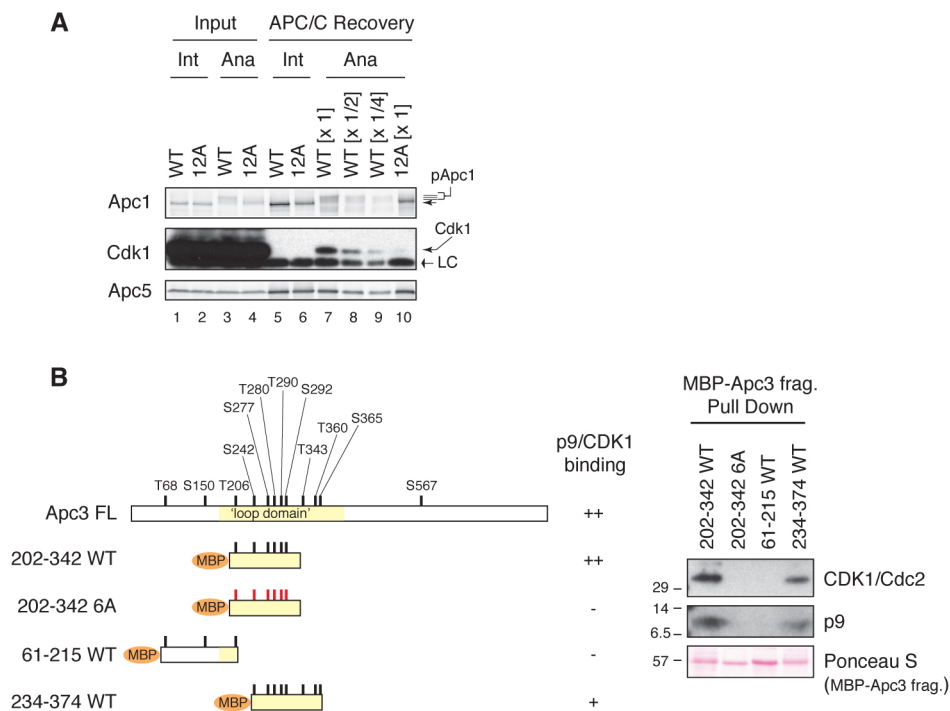 A
Input APC/C Recovery
Int Ana Int Ana
WT 12A WT 12A WT 12A WT [x 1] WT [x 1/2] WT [x 1/4] 12A [x 1]
pApc1
Apc1
Cdk1
Cdk1
LC
Apc5
1 2 3 4 5 6 7 8 9 10
B
T290
T280 S292
S277 S365
T360
S242 T343
T68 S150 T206 S567
p9/CDK1
binding
Apc3 FL 'loop domain' ++
202-342 WT MBP ++
202-342 6A MBP -
61-215 WT MBP -
234-374 WT MBP +
MBP-Apc3 frag.
Pull Down
202-342 WT 202-342 6A 61-215 WT 234-374 WT
CDK1/Cdc2
29
14
p9
6.5
57 Ponceau S
(MBP-Apc3 frag.)